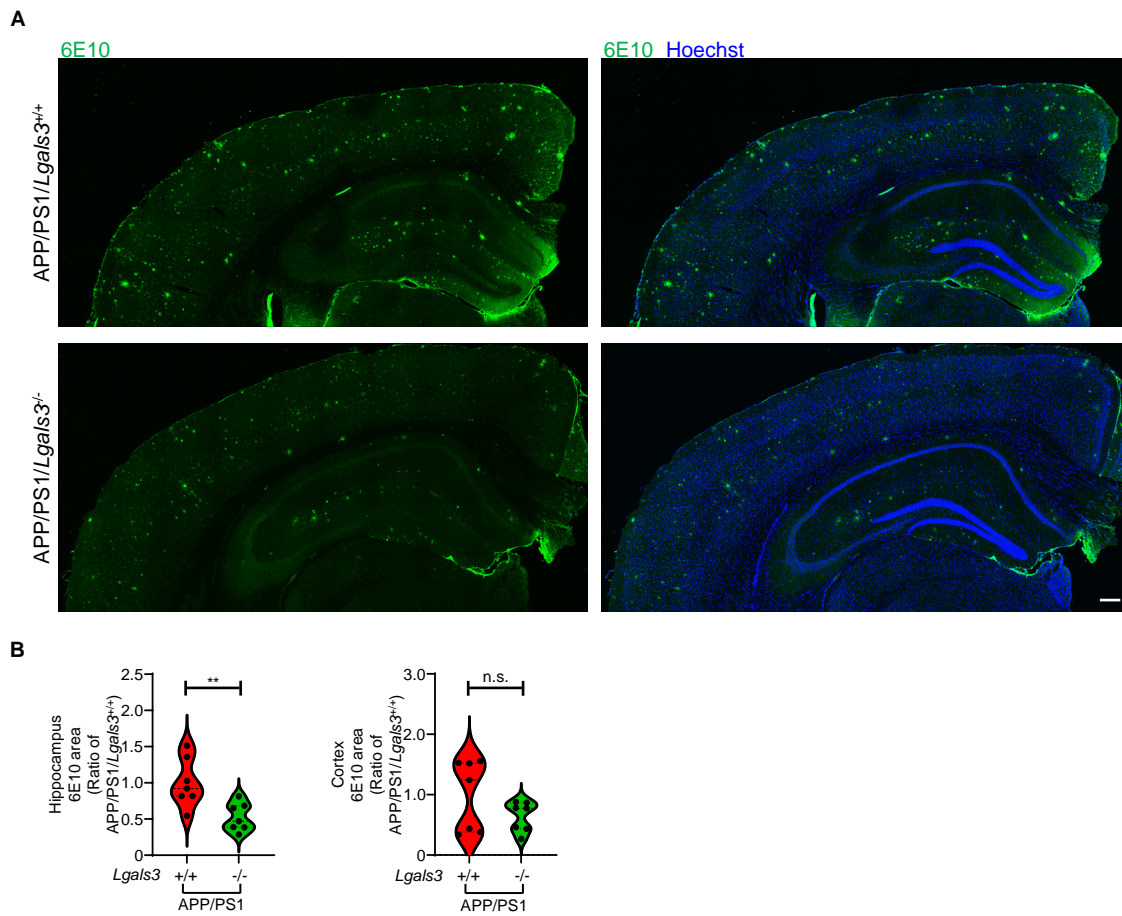 A
6E10
6E10 Hoechst
APP/PS1/Lgals3+/+
APP/PS1/Lgals3-/-
B
Hippocampus
6E10 area
(Ratio of
APP/PS1/Lgals3+/+)
2.5
2.0
1.5
1.0
0.5
0
**
Lgals3 +/+ -/-
APP/PS1
Cortex
6E10 area
(Ratio of
APP/PS1/Lgals3+/+)
3.0
2.0
1.0
0
n.s.
Lgals3 +/+ -/-
APP/PS1